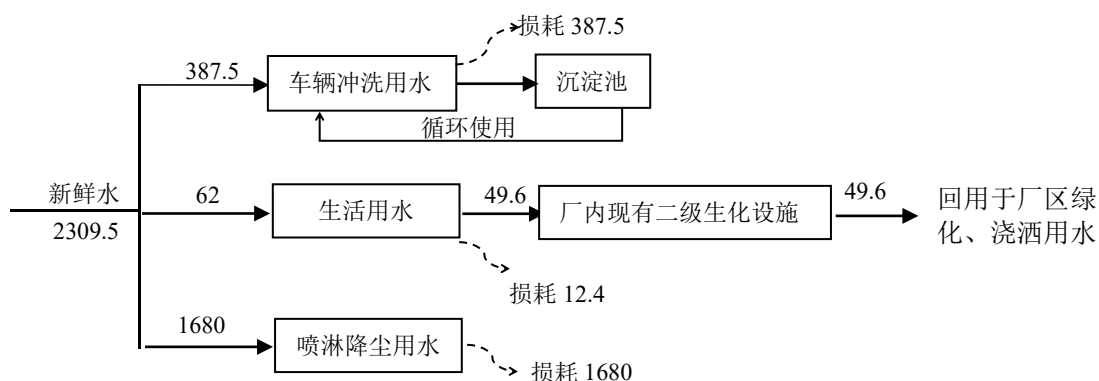 损耗 387.5
387.5
车辆冲洗用水
沉淀池
循环使用
新鲜水
2309.5
62
生活用水
49.6
厂内现有二级生化设施
49.6
回用于厂区绿
化、浇洒用水
损耗 12.4
1680
喷淋降尘用水
损耗 1680